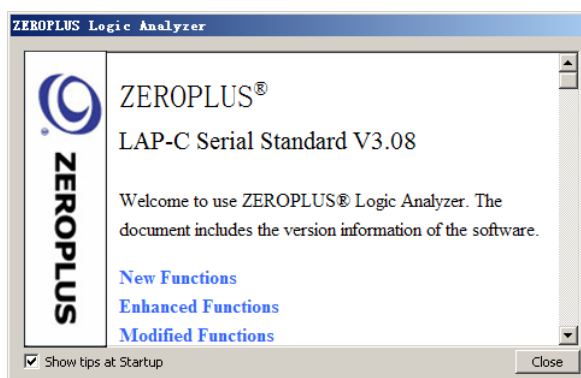 ZEROPLUS Logic Analyzer
ZEROPLUS
ZEROPLUS®
LAP-C Serial Standard V3.08
Welcome to use ZEROPLUS® Logic Analyzer. The
document includes the version information of the software.
New Functions
Enhanced Functions
Modified Functions
Show tips at Startup
Close